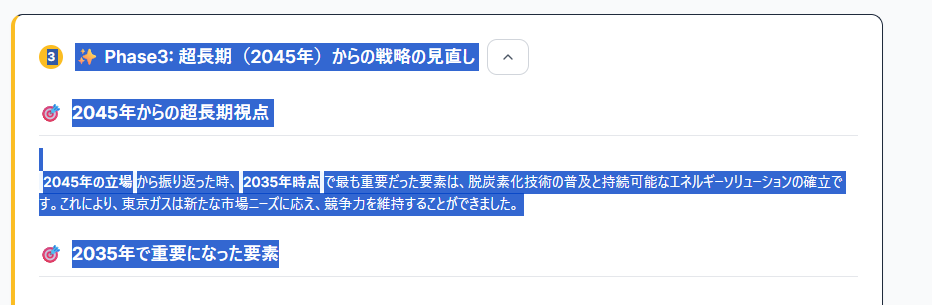 3 ✨ Phase3: 超長期（2045年）からの戦略の見直し
🎯 2045年からの超長期視点
2045年の立場 から振り返った時、 2035年時点 で最も重要だった要素は、脱炭素化技術の普及と持続可能なエネルギーソリューションの確立で
す。これにより、東京ガスは新たな市場ニーズに応え、競争力を維持することができました。
🎯 2035年で重要になった要素